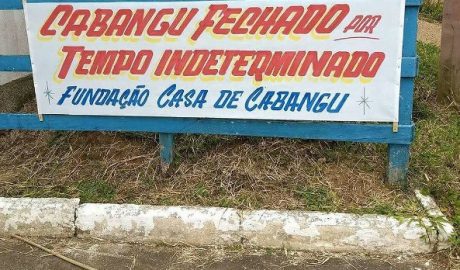 CABANGU FECHADO POR
TEMPO INDETERMINADO
FUNDAÇÃO CASA DE CABANGU